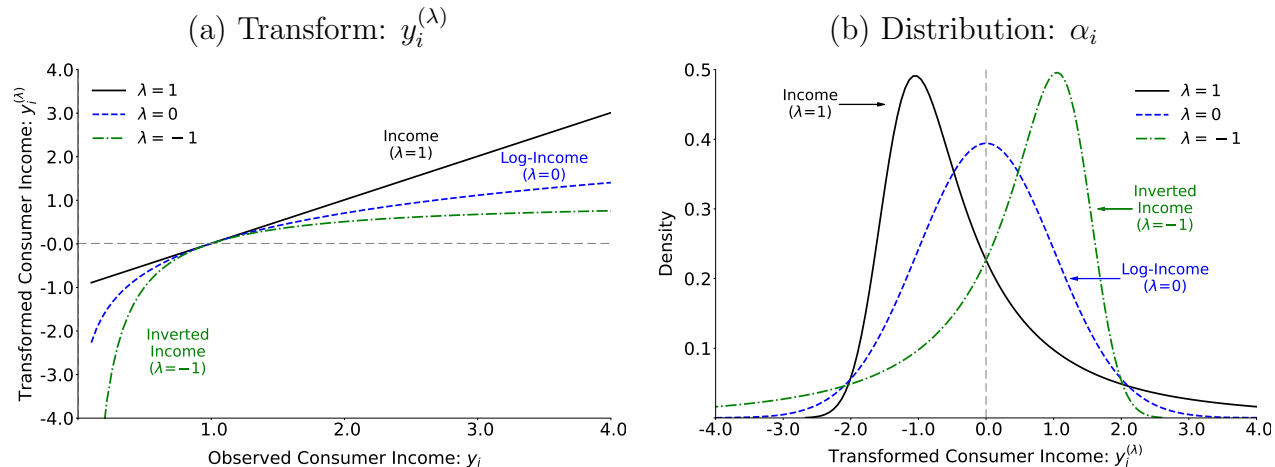 (a) Transform: y_i^{(λ)}
4.0
3.0
2.0
1.0
-0.0
-1.0
-2.0
-3.0
-4.0
Transformed Consumer Income: y_i^{(λ)}
λ = 1
λ = 0
λ = −1
Income
(λ=1)
Log-Income
(λ=0)
Inverted
Income
(λ=−1)
1.0 2.0 3.0 4.0
Observed Consumer Income: y_i
(b) Distribution: α_i
0.5
0.4
0.3
0.2
0.1
Density
Income
(λ=1)
λ = 1
λ = 0
λ = −1
Inverted
Income
(λ=−1)
Log-Income
(λ=0)
-4.0 -3.0 -2.0 -1.0 0.0 1.0 2.0 3.0 4.0
Transformed Consumer Income: y_i^{(λ)}